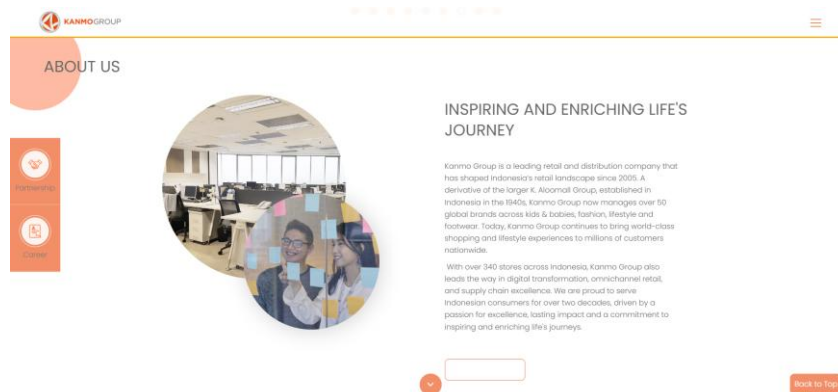 KANMOGROUP
ABOUT US
INSPIRING AND ENRICHING LIFE'S
JOURNEY
Kanmo Group is a leading retail and distribution company that
has shaped Indonesia's retail landscape since 2005. A
derivative of the larger K. Aloomall Group, established in
Indonesia in the 1940s, Kanmo Group now manages over 50
global brands across kids & babies, fashion, lifestyle and
footwear. Today, Kanmo Group continues to bring world-class
shopping and lifestyle experiences to millions of customers
nationwide.
With over 340 stores across Indonesia, Kanmo Group also
leads the way in digital transformation, omnichannel retail,
and supply chain excellence. We are proud to serve
Indonesian consumers for over two decades, driven by a
passion for excellence, lasting impact and a commitment to
inspiring and enriching life's journeys.
Partnership
Career
Back to Top